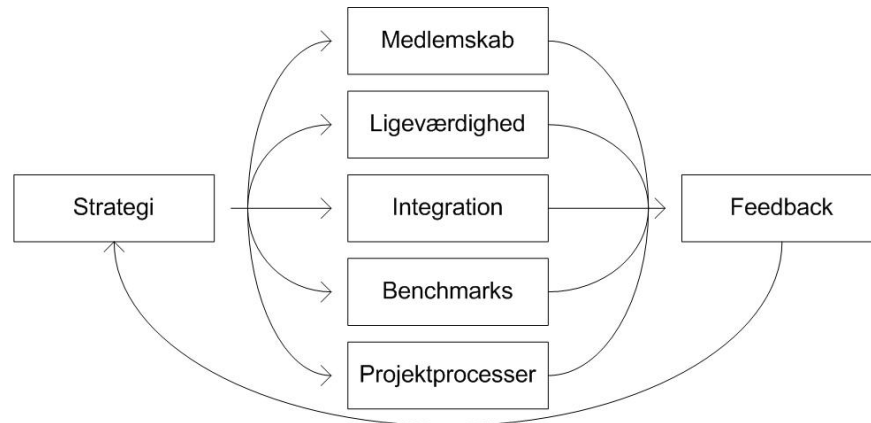 Medlemskab
Ligeværdighed
Strategi
Integration
Feedback
Benchmarks
Projektprocesser